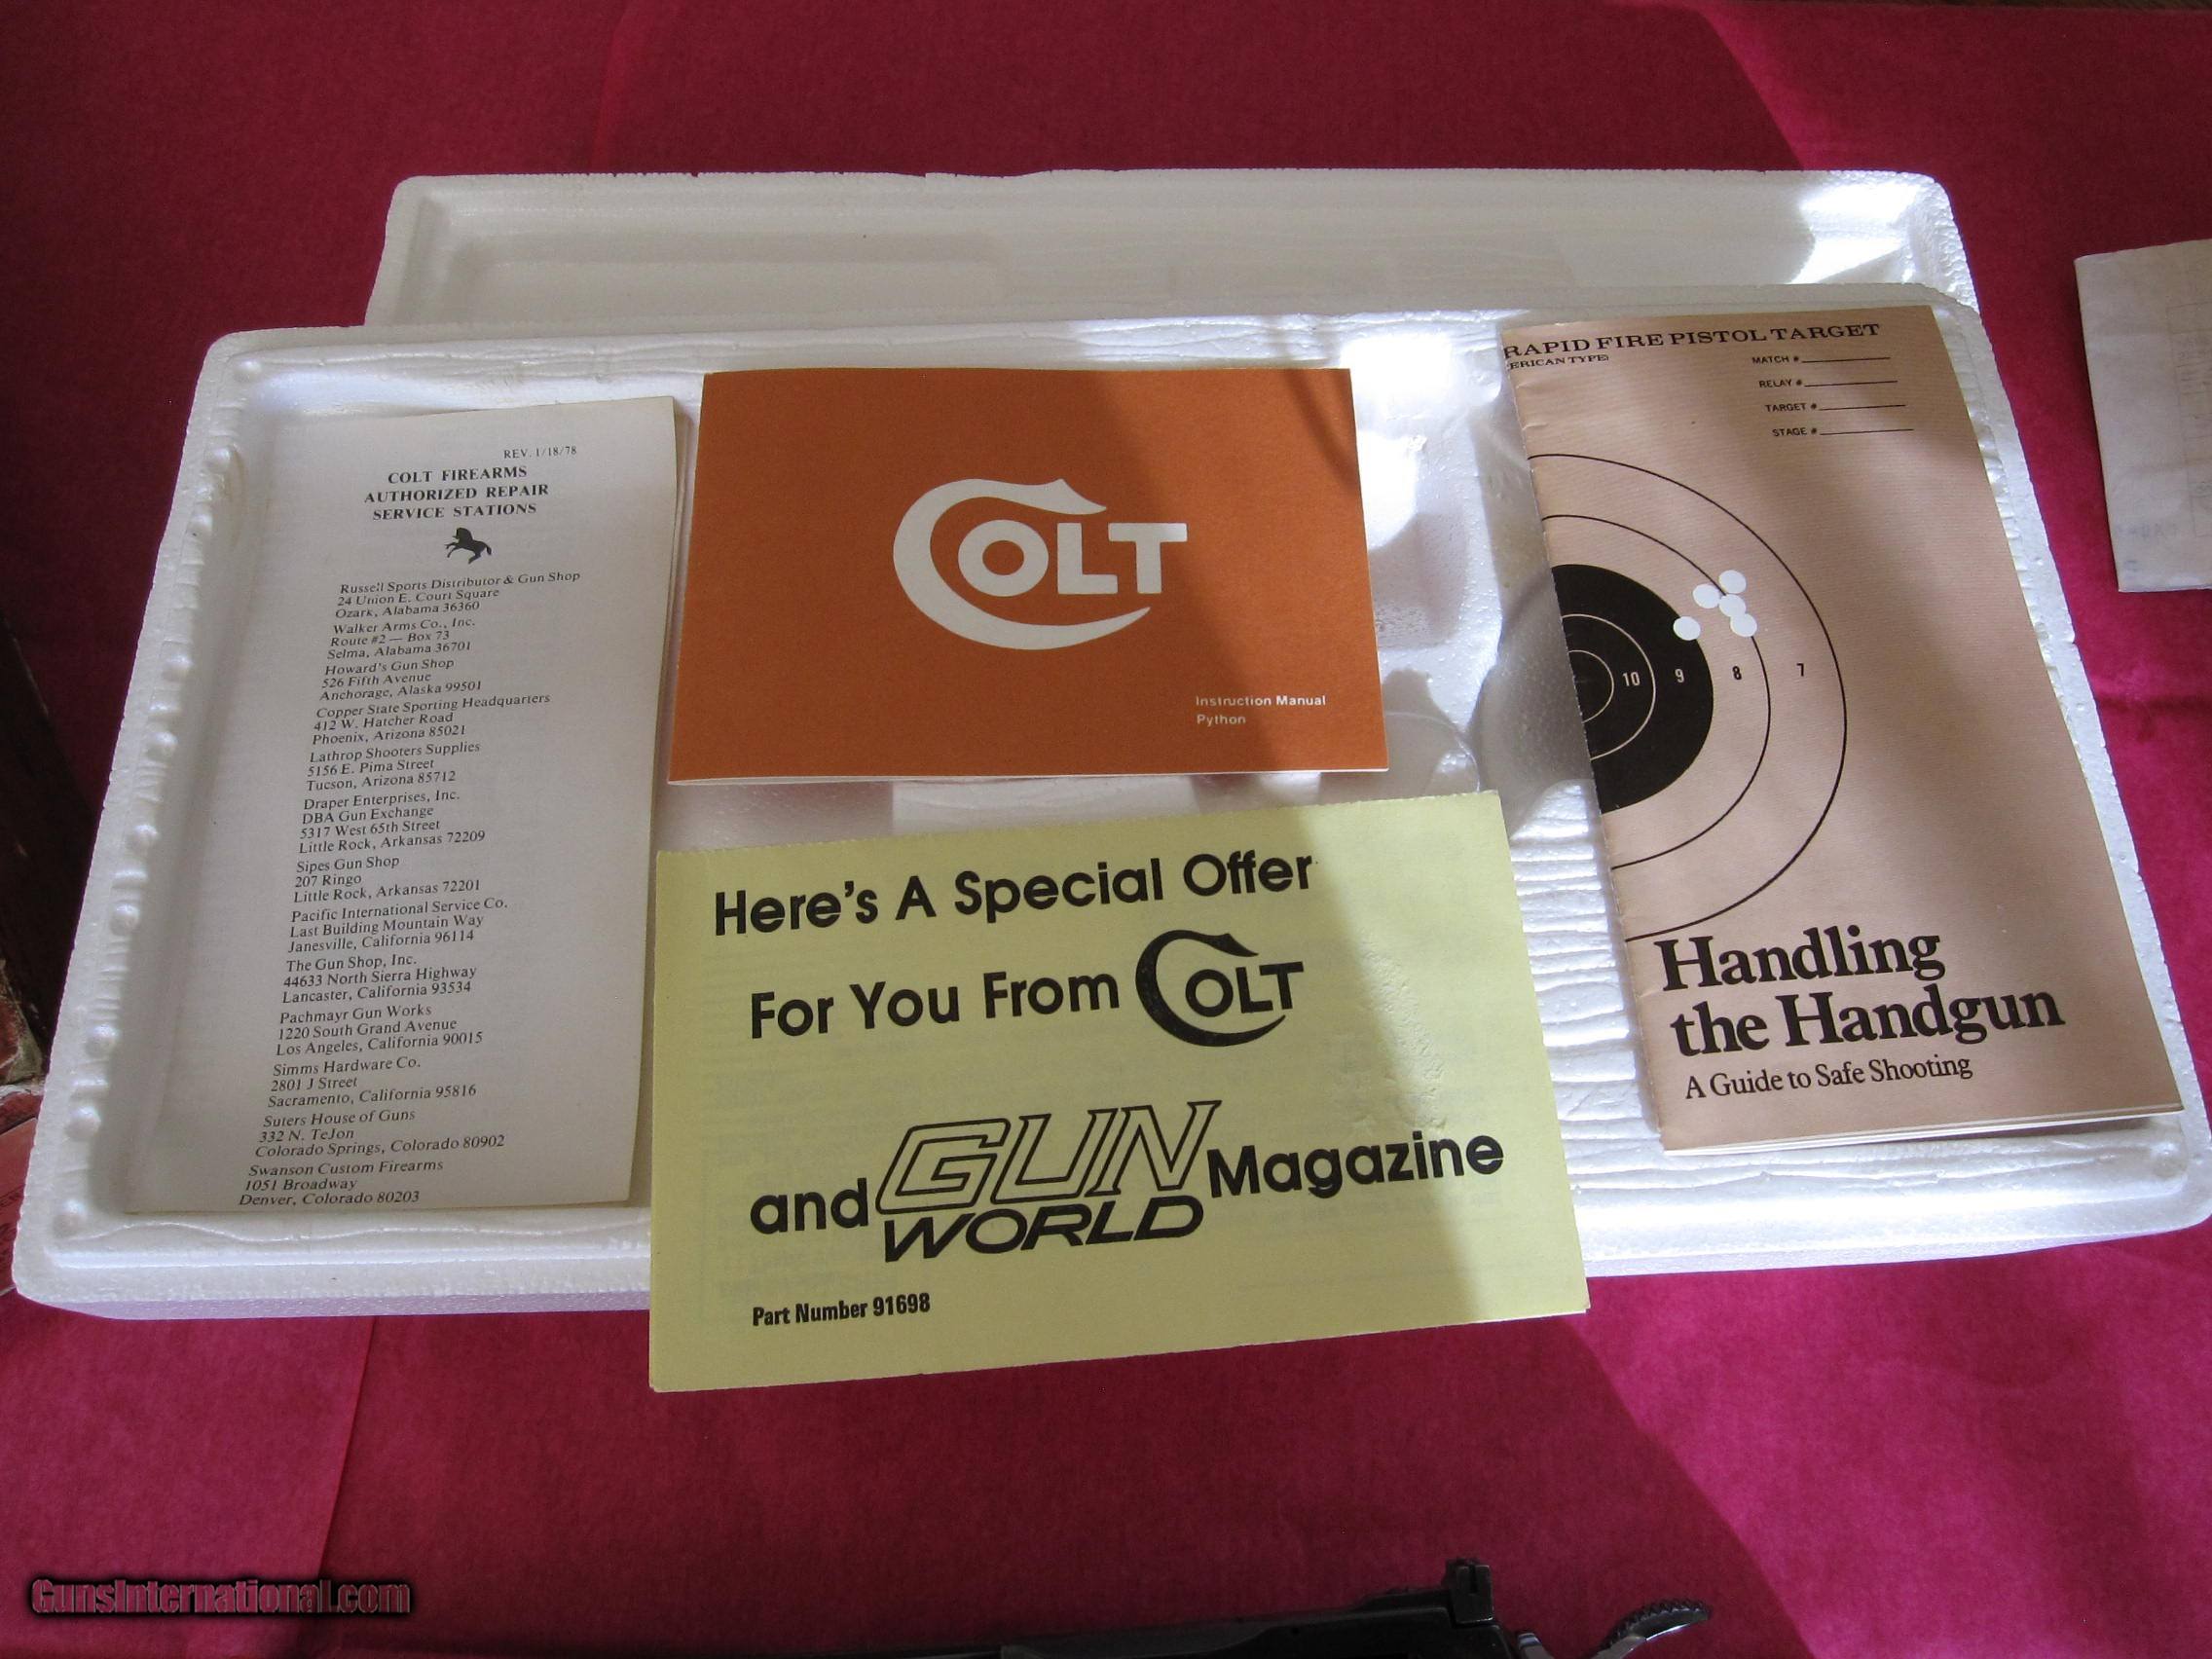 REV. 1/18/78
COLT FIREARMS
AUTHORIZED REPAIR
SERVICE STATIONS
Russell Sports Distributor & Gun Shop
24 Union E. Court Square
Ozark, Alabama 36360
Walker Arms Co., Inc.
Route #2 — Box 73
Selma, Alabama 36701
Howard's Gun Shop
526 Fifth Avenue
Anchorage, Alaska 99501
Copper State Sporting Headquarters
412 W. Hatcher Road
Phoenix, Arizona 85021
Lathrop Shooters Supplies
5156 E. Pima Street
Tucson, Arizona 85712
Draper Enterprises, Inc.
DBA Gun Exchange
5317 West 65th Street
Little Rock, Arkansas 72209
Sipes Gun Shop
207 Ringo
Little Rock, Arkansas 72201
Pacific International Service Co.
Last Building Mountain Way
Janesville, California 96114
The Gun Shop, Inc.
44633 North Sierra Highway
Lancaster, California 93534
Pachmayr Gun Works
1220 South Grand Avenue
Los Angeles, California 90015
Simms Hardware Co.
2801 J Street
Sacramento, California 95816
Suters House of Guns
332 N. TeJon
Colorado Springs, Colorado 80902
Swanson Custom Firearms
1051 Broadway
Denver, Colorado 80203
COLT
Instruction Manual
Python
Here's A Special Offer
For You From COLT
and GUN WORLD Magazine
Part Number 91698
RAPID FIRE PISTOL TARGET
ERICAN TYPE)
MATCH #
RELAY #
TARGET #
STAGE #
10 9 8 7
Handling
the Handgun
A Guide to Safe Shooting
GunsInternational.com